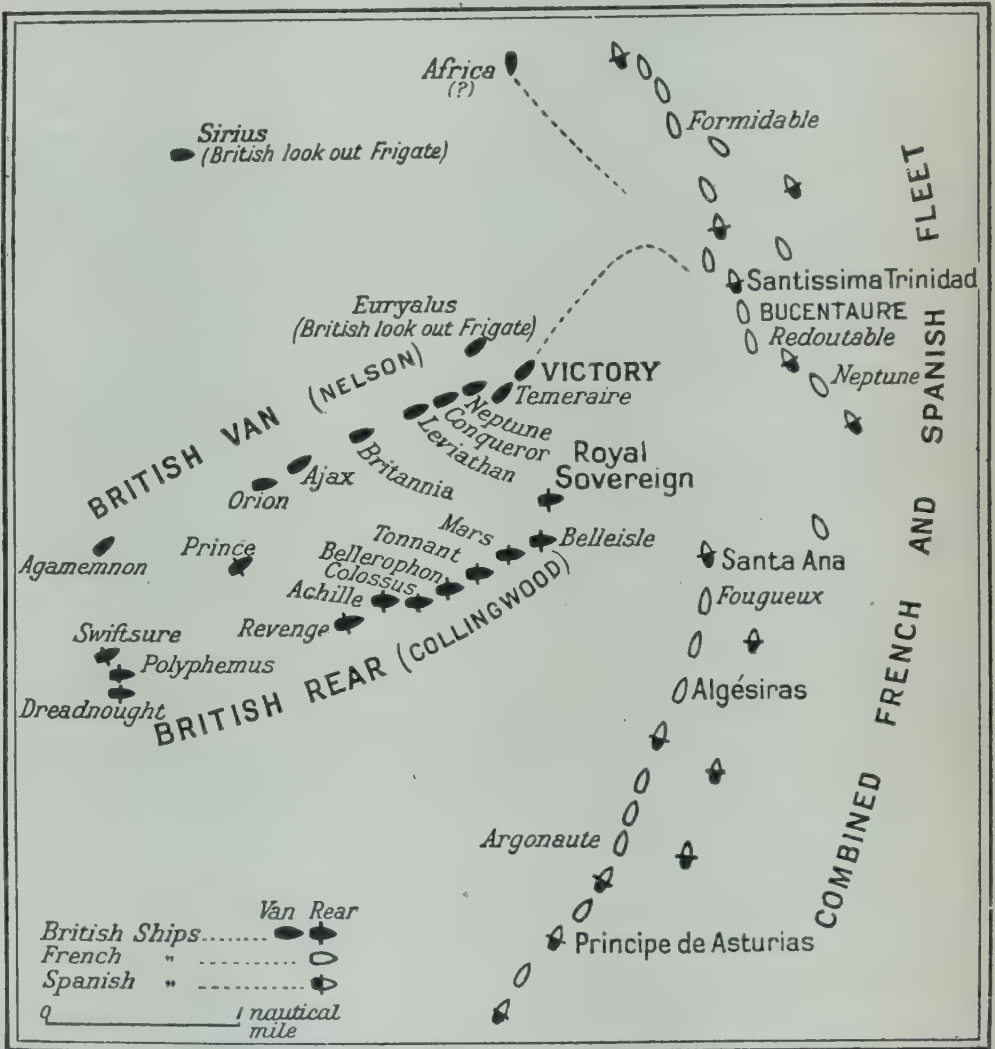 Africa
(?)
Sirius
(British look out Frigate)
Formidable
Santissima Trinidad
BUCENTAURE
Redoutable
Neptune
Euryalus
(British look out Frigate)
VICTORY
Temeraire
Neptune
Conqueror
Leviathan
Britannia
Ajax
Orion
Agamemnon
BRITISH VAN (NELSON)
Royal
Sovereign
Belleisle
Mars
Tonnant
Bellerophon
Colossus
Achille
Revenge
Prince
Swiftsure
Polyphemus
Dreadnought
BRITISH REAR (COLLINGWOOD)
Santa Ana
Fougueux
Algésiras
Argonaute
Principe de Asturias
COMBINED FRENCH AND SPANISH FLEET
Van Rear
British Ships........
French " ............
Spanish " ............
0 1 nautical
mile